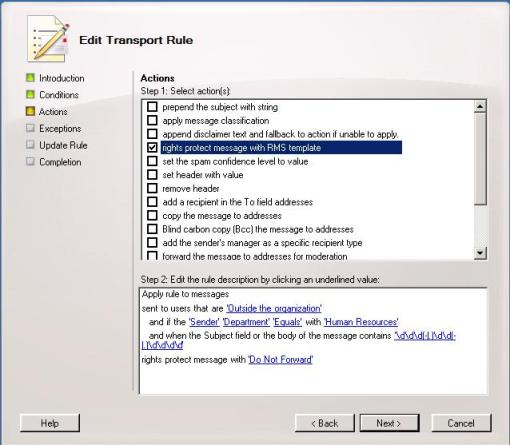 Edit Transport Rule
Introduction
Conditions
Actions
Exceptions
Update Rule
Completion
Actions
Step 1: Select action(s):
prepend the subject with string
apply message classification
append disclaimer text and fallback to action if unable to apply.
rights protect message with RMS template
set the spam confidence level to value
set header with value
remove header
add a recipient in the To field addresses
copy the message to addresses
Blind carbon copy (Bcc) the message to addresses
add the sender's manager as a specific recipient type
forward the message to addresses for moderation
Step 2: Edit the rule description by clicking an underlined value:
Apply rule to messages
sent to users that are 'Outside the organization'
and if the 'Sender' 'Department' 'Equals' with 'Human Resources'
and when the Subject field or the body of the message contains '\d\d\d[-|.]\d\d[-
|.]\d\d\d\d'
rights protect message with 'Do Not Forward'
Help
< Back
Next >
Cancel